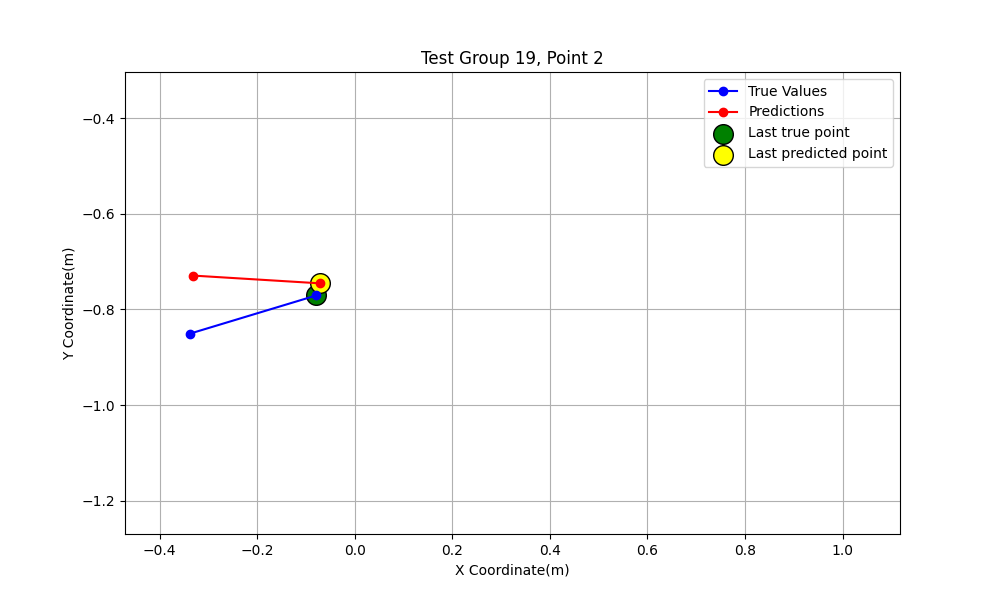 Test Group 19, Point 2
True Values
Predictions
Last true point
Last predicted point
Y Coordinate(m)
−0.4
−0.6
−0.8
−1.0
−1.2
−0.4 −0.2 0.0 0.2 0.4 0.6 0.8 1.0
X Coordinate(m)